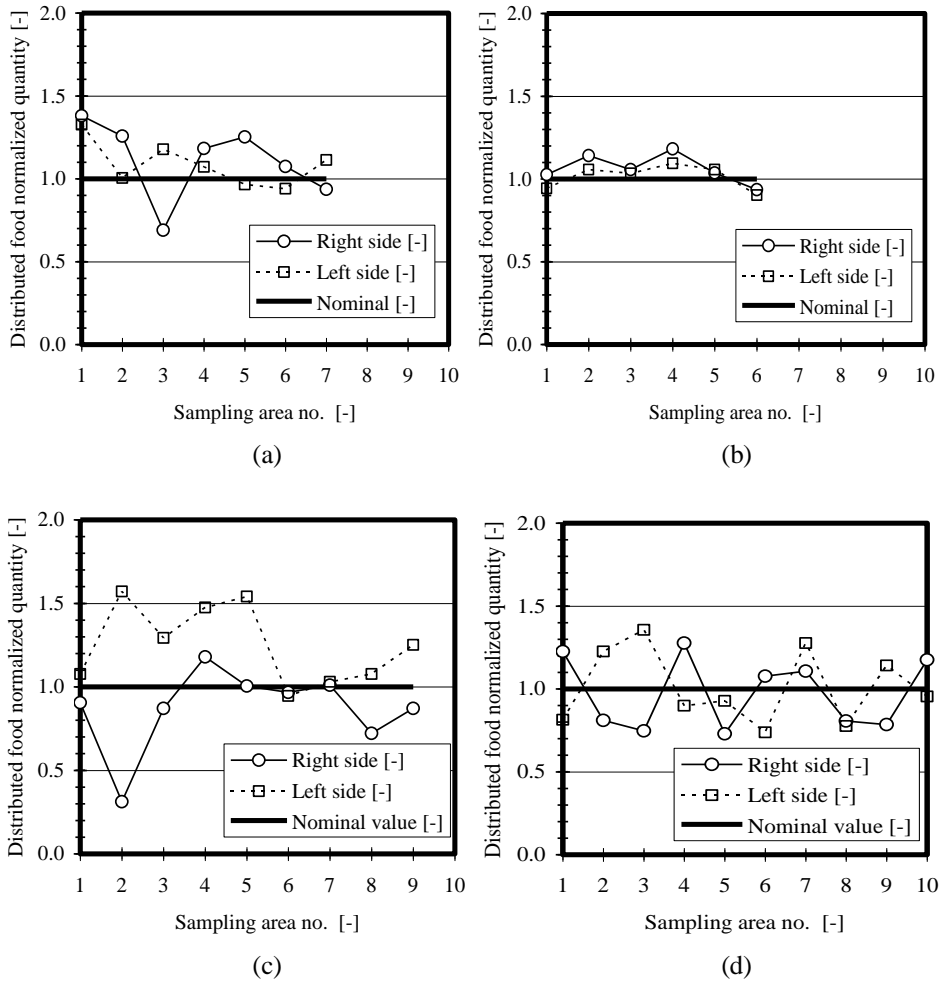 Distributed food normalized quantity [-]
2.0
1.5
1.0
0.5
0.0
Right side [-]
Left side [-]
Nominal [-]
1 2 3 4 5 6 7 8 9 10
Sampling area no. [-]
(a)
Distributed food normalized quantity [-]
2.0
1.5
1.0
0.5
0.0
Right side [-]
Left side [-]
Nominal [-]
1 2 3 4 5 6 7 8 9 10
Sampling area no. [-]
(b)
Distributed food normalized quantity [-]
2.0
1.5
1.0
0.5
0.0
Right side [-]
Left side [-]
Nominal value [-]
1 2 3 4 5 6 7 8 9 10
Sampling area no. [-]
(c)
Distributed food normalized quantity [-]
2.0
1.5
1.0
0.5
0.0
Right side [-]
Left side [-]
Nominal value [-]
1 2 3 4 5 6 7 8 9 10
Sampling area no. [-]
(d)